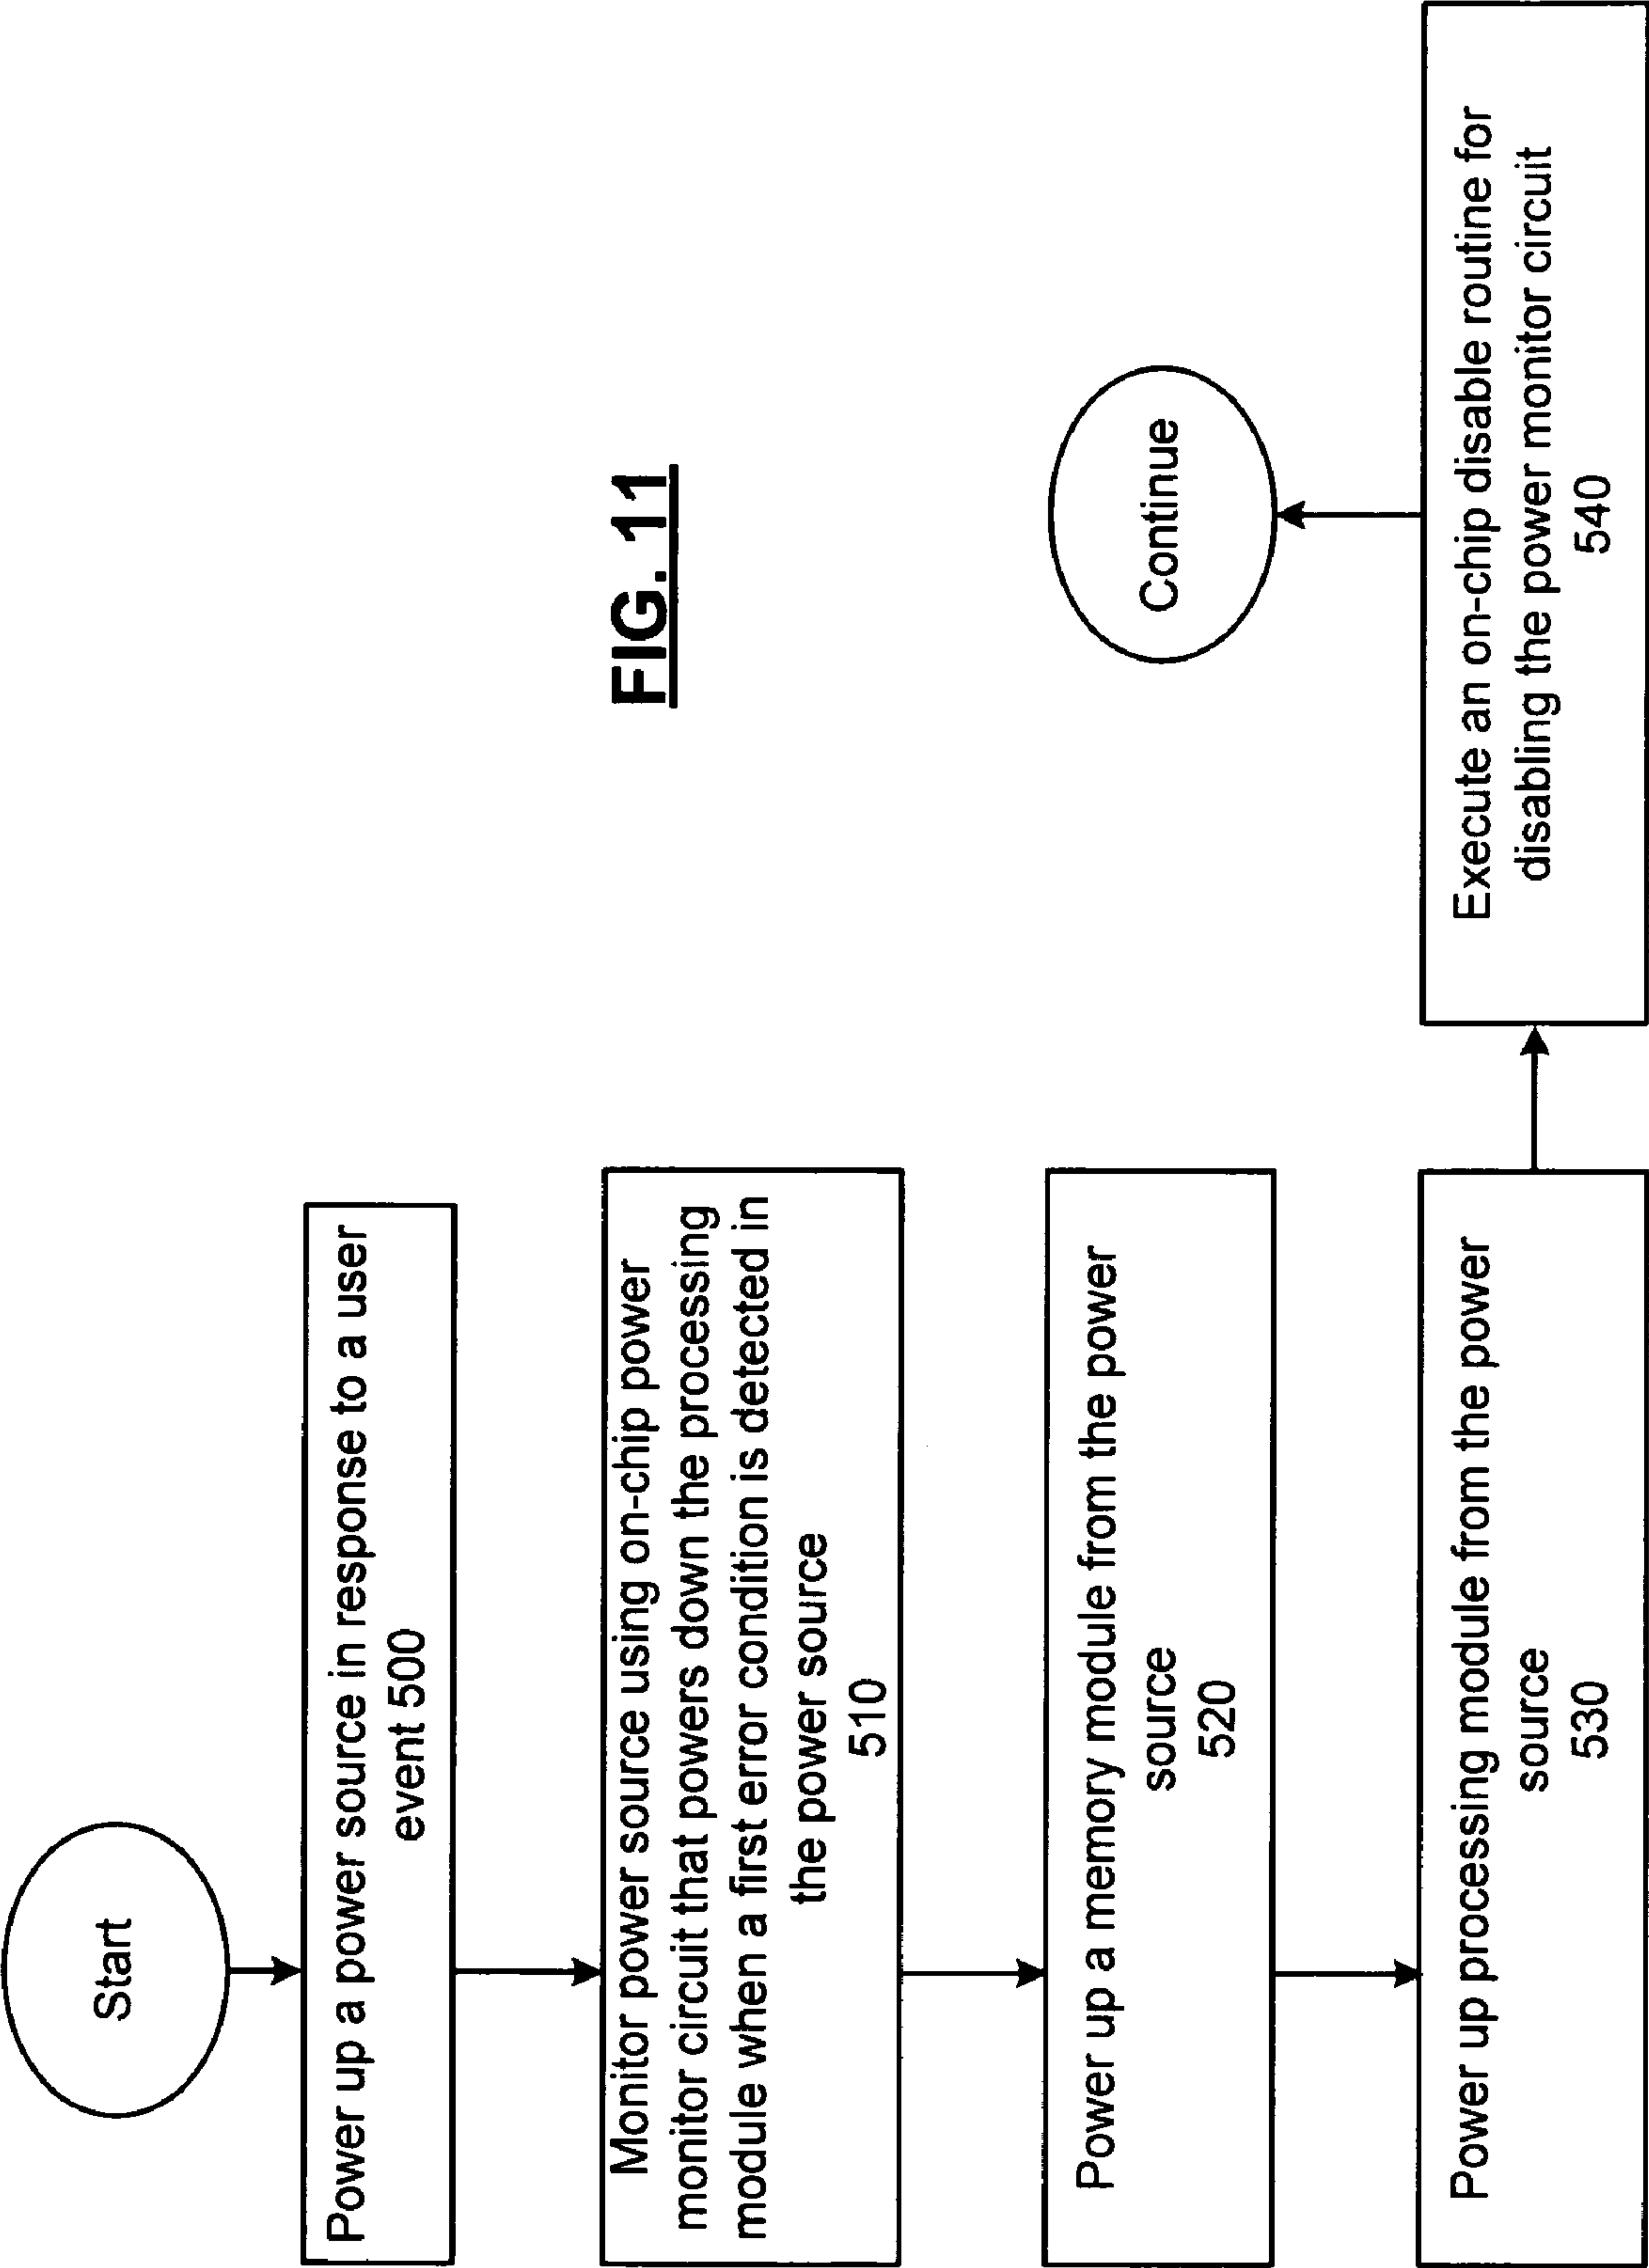 Start
Power up a power source in response to a user
event 500
Monitor power source using on-chip power
monitor circuit that powers down the processing
module when a first error condition is detected in
the power source
510
Power up a memory module from the power
source
520
Power up processing module from the power
source
530
Execute an on-chip disable routine for
disabling the power monitor circuit
540
Continue
FIG. 11